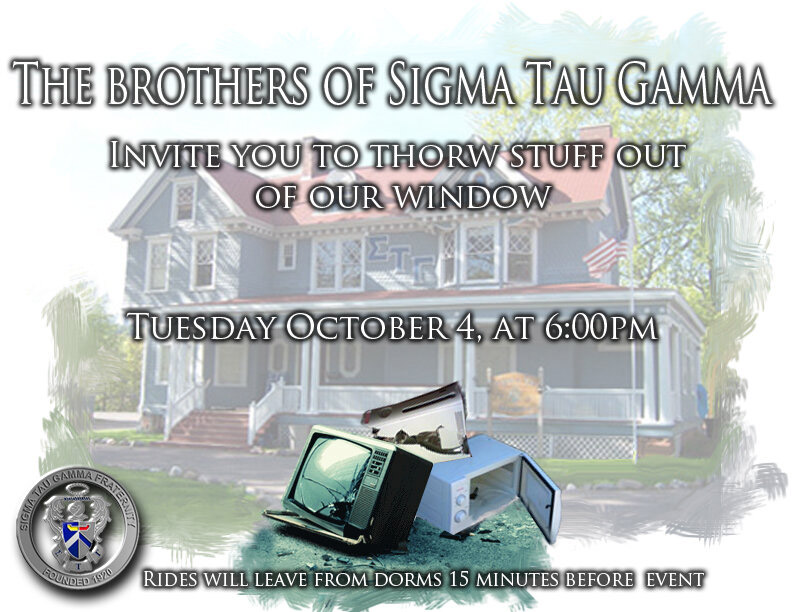 The brothers of Sigma Tau Gamma
Invite you to thorw stuff out
of our window
ΣΤΓ
Tuesday October 4, at 6:00pm
SIGMA TAU GAMMA FRATERNITY
FOUNDED 1920
Rides will leave from dorms 15 minutes before event